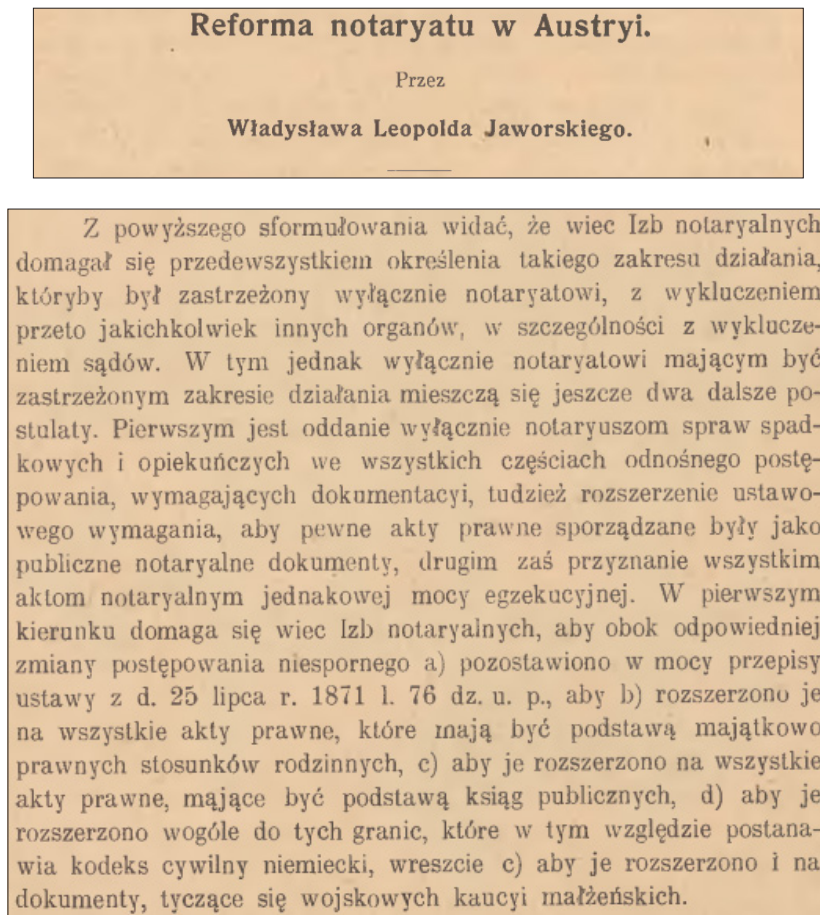 Reforma notaryatu w Austryi.
Przez
Władysława Leopolda Jaworskiego.
Z powyższego sformułowania widać, że wiec Izb notaryalnych
domagał się przedewszystkiem określenia takiego zakresu działania,
któryby był zastrzeżony wyłącznie notaryatowi, z wykluczeniem
przeto jakichkolwiek innych organów, w szczególności z wyklucze-
niem sądów. W tym jednak wyłącznie notaryatowi mającym być
zastrzeżonym zakresie działania mieszczą się jeszcze dwa dalsze po-
stulaty. Pierwszym jest oddanie wyłącznie notaryuszom spraw spad-
kowych i opiekuńczych we wszystkich częściach odnośnego postę-
powania, wymagających dokumentacyi, tudzież rozszerzenie ustawo-
wego wymagania, aby pewne akty prawne sporządzane były jako
publiczne notaryalne dokumenty, drugim zaś przyznanie wszystkim
aktom notaryalnym jednakowej mocy egzekucyjnej. W pierwszym
kierunku domaga się wiec Izb notaryalnych, aby obok odpowiedniej
zmiany postępowania niespornego a) pozostawiono w mocy przepisy
ustawy z d. 25 lipca r. 1871 l. 76 dz. u. p., aby b) rozszerzono je
na wszystkie akty prawne, które mają być podstawą majątkowo
prawnych stosunków rodzinnych, c) aby je rozszerzono na wszystkie
akty prawne, mąjące być podstawą ksiąg publicznych, d) aby je
rozszerzono wogóle do tych granic, które w tym względzie postana-
wia kodeks cywilny niemiecki, wreszcie c) aby je rozszerzono i na
dokumenty, tyczące się wojskowych kaucyi małżeńskich.